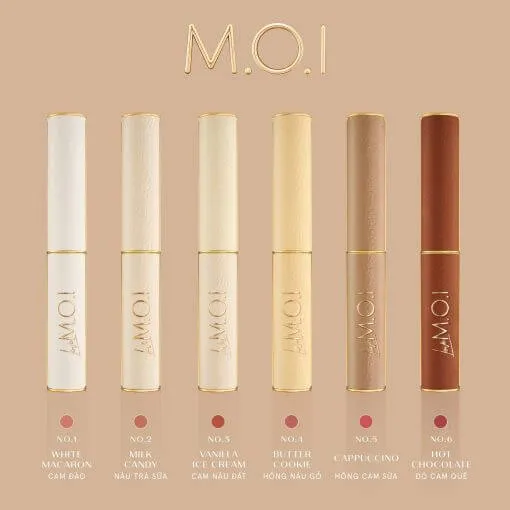 M.O.I
M.O.I
M.O.I
M.O.I
M.O.I
M.O.I
M.O.I
NO.1
WHITE
MACARON
CAM ĐÀO
NO.2
MILK
CANDY
NÂU TRÀ SỮA
NO.3
VANILLA
ICE CREAM
CAM NÂU ĐẤT
NO.4
BUTTER
COOKIE
HỒNG NÂU GỖ
NO.5
CAPPUCCINO
HỒNG CAM SỮA
NO.6
HOT
CHOCOLATE
ĐỎ CAM QUẾ